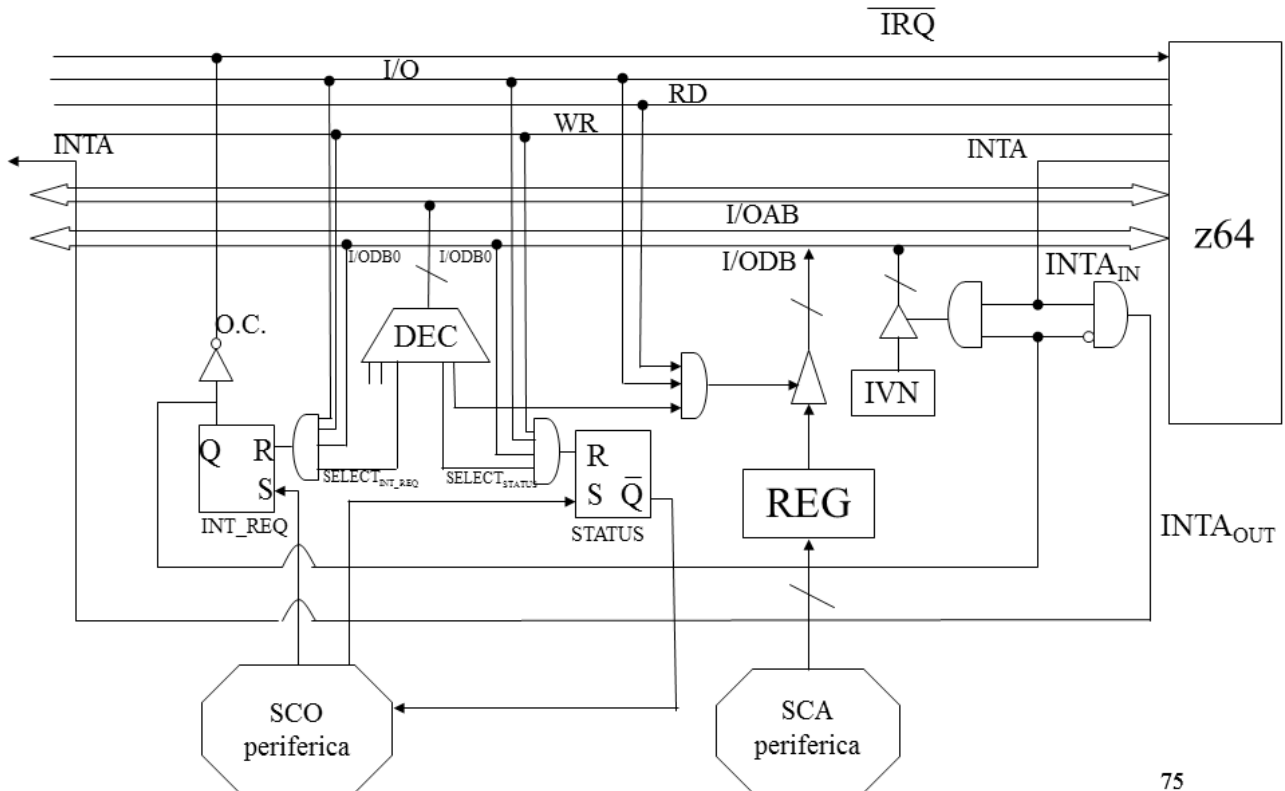 IRQ
I/O
RD
WR
INTA
INTA
I/OAB
z64
I/ODB0
I/ODB0
I/ODB
INTA_IN
O.C.
DEC
IVN
Q
R
S
SELECT_INT_REQ
SELECT_STATUS
R
S
Q
INT_REQ
STATUS
REG
INTA_OUT
SCO
periferica
SCA
periferica
75